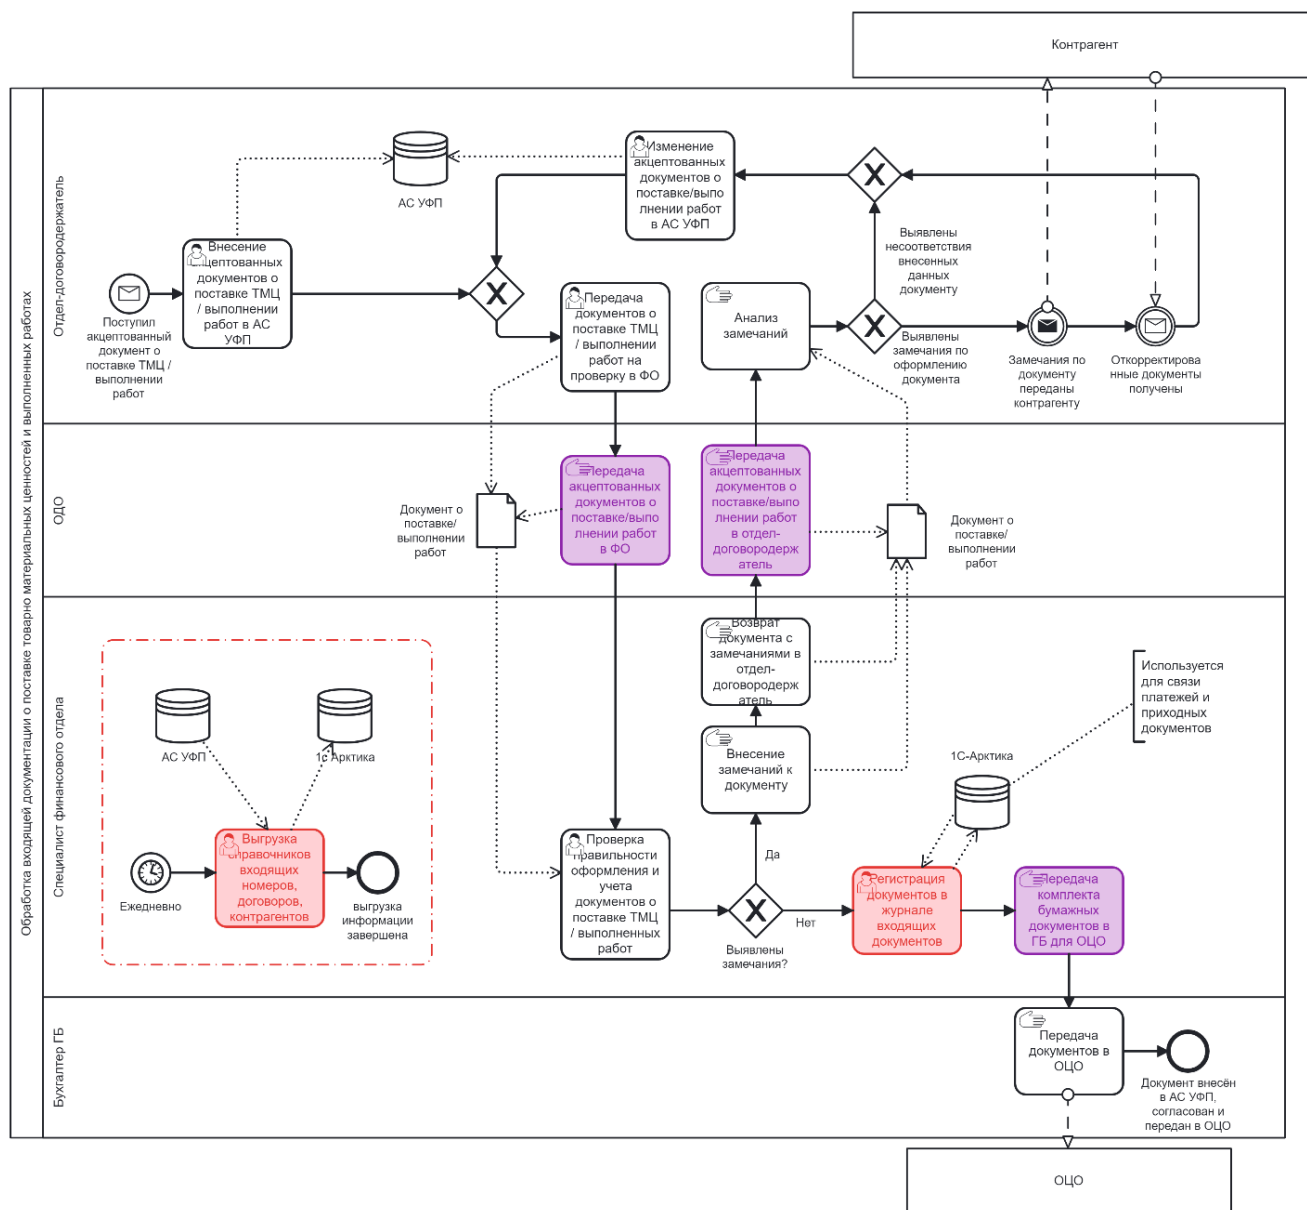 Контрагент
Обработка входящей документации о поставке товарно материальных ценностей и выполненных работах
Отдел-договородержатель
АС УФП
Изменение
акцептованных
документов о
поставке/выпо
лнении работ
в АС УФП
Выявлены
несоответствия
внесенных
данных
документу
Внесение
акцептованных
документов о
поставке ТМЦ
/ выполнении
работ в АС
УФП
Поступил
акцептованный
документ о
поставке ТМЦ /
выполнении
работ
Передача
документов о
поставке ТМЦ
/ выполнении
работ на
проверку в ФО
Анализ
замечаний
Выявлены
замечания по
оформлению
документа
Замечания по
документу
переданы
контрагенту
Откорректирова
нные документы
получены
ОДО
Документ о
поставке/
выполнении
работ
Передача
акцептованных
документов о
поставке/выпо
лнении работ
в ФО
Передача
акцептованных
документов о
поставке/выпо
лнении работ
в отдел-
договородерж
атель
Документ о
поставке/
выполнении
работ
Специалист финансового отдела
АС УФП
1с Арктика
Ежедневно
Выгрузка
справочников
входящих
номеров,
договоров,
контрагентов
выгрузка
информации
завершена
Возврат
документа с
замечаниями в
отдел-
договородерж
атель
Внесение
замечаний к
документу
Используется
для связи
платежей и
приходных
документов
1С-Арктика
Проверка
правильности
оформления и
учета
документов о
поставке ТМЦ
/ выполненных
работ
Да
Нет
Выявлены
замечания?
Регистрация
документов в
журнале
входящих
документов
Передача
комплекта
бумажных
документов в
ГБ для ОЦО
Бухгалтер ГБ
Передача
документов в
ОЦО
Документ внесён
в АС УФП,
согласован и
передан в ОЦО
ОЦО